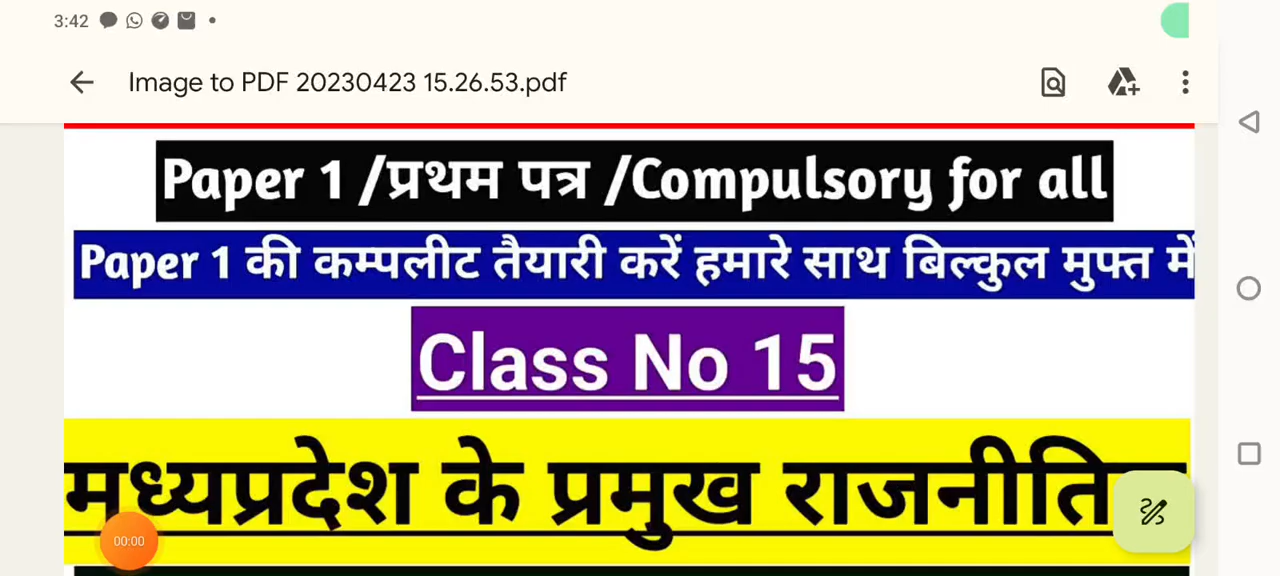 3:42
Image to PDF 20230423 15.26.53.pdf
Paper 1 /प्रथम पत्र /Compulsory for all
Paper 1 की कम्पलीट तैयारी करें हमारे साथ बिल्कुल मुफ्त में
Class No 15
मध्यप्रदेश के प्रमुख
00:00